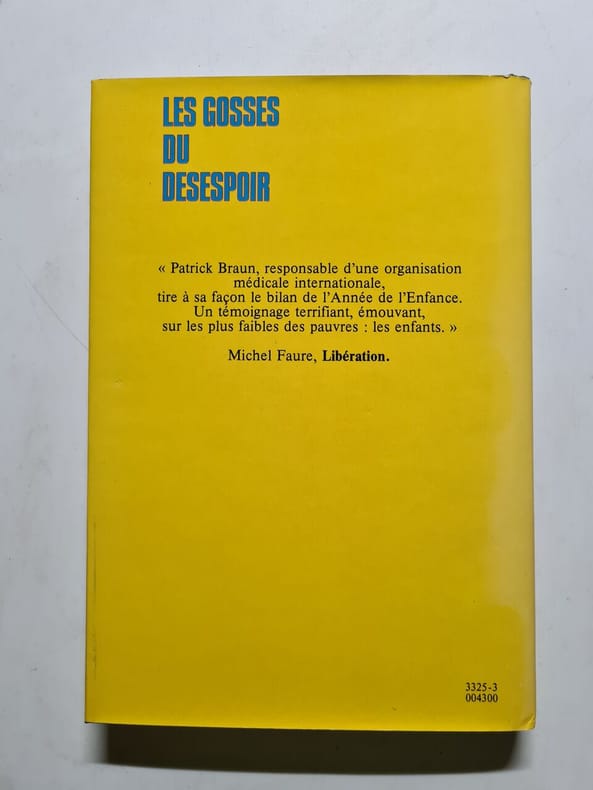 LES GOSSES
DU
DESESPOIR
« Patrick Braun, responsable d'une organisation
médicale internationale,
tire à sa façon le bilan de l'Année de l'Enfance.
Un témoignage terrifiant, émouvant,
sur les plus faibles des pauvres : les enfants. »
Michel Faure, Libération.
3325-3
004300